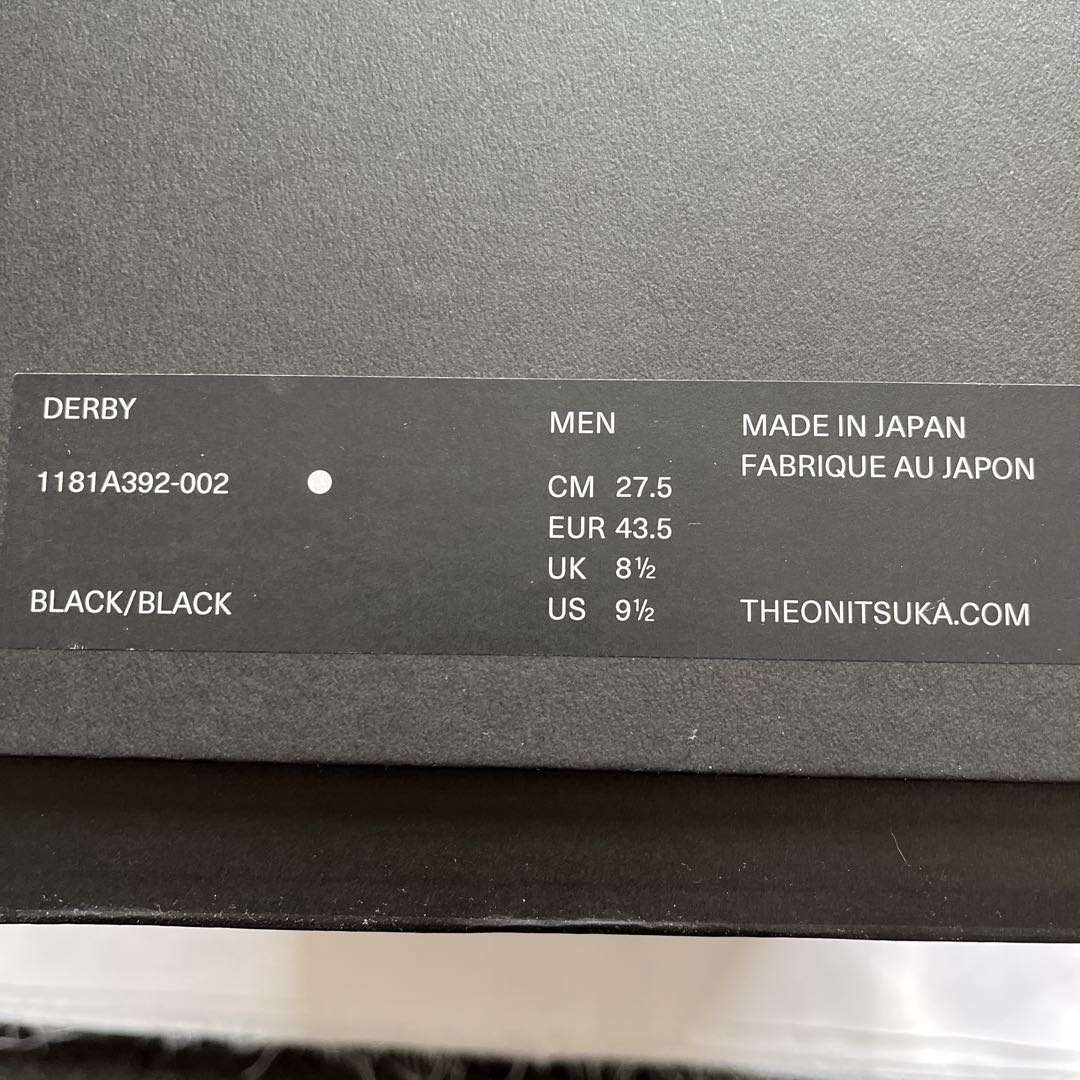 DERBY
1181A392-002
BLACK/BLACK
MEN
CM 27.5
EUR 43.5
UK 8½
US 9½
MADE IN JAPAN
FABRIQUE AU JAPON
THEONITSUKA.COM